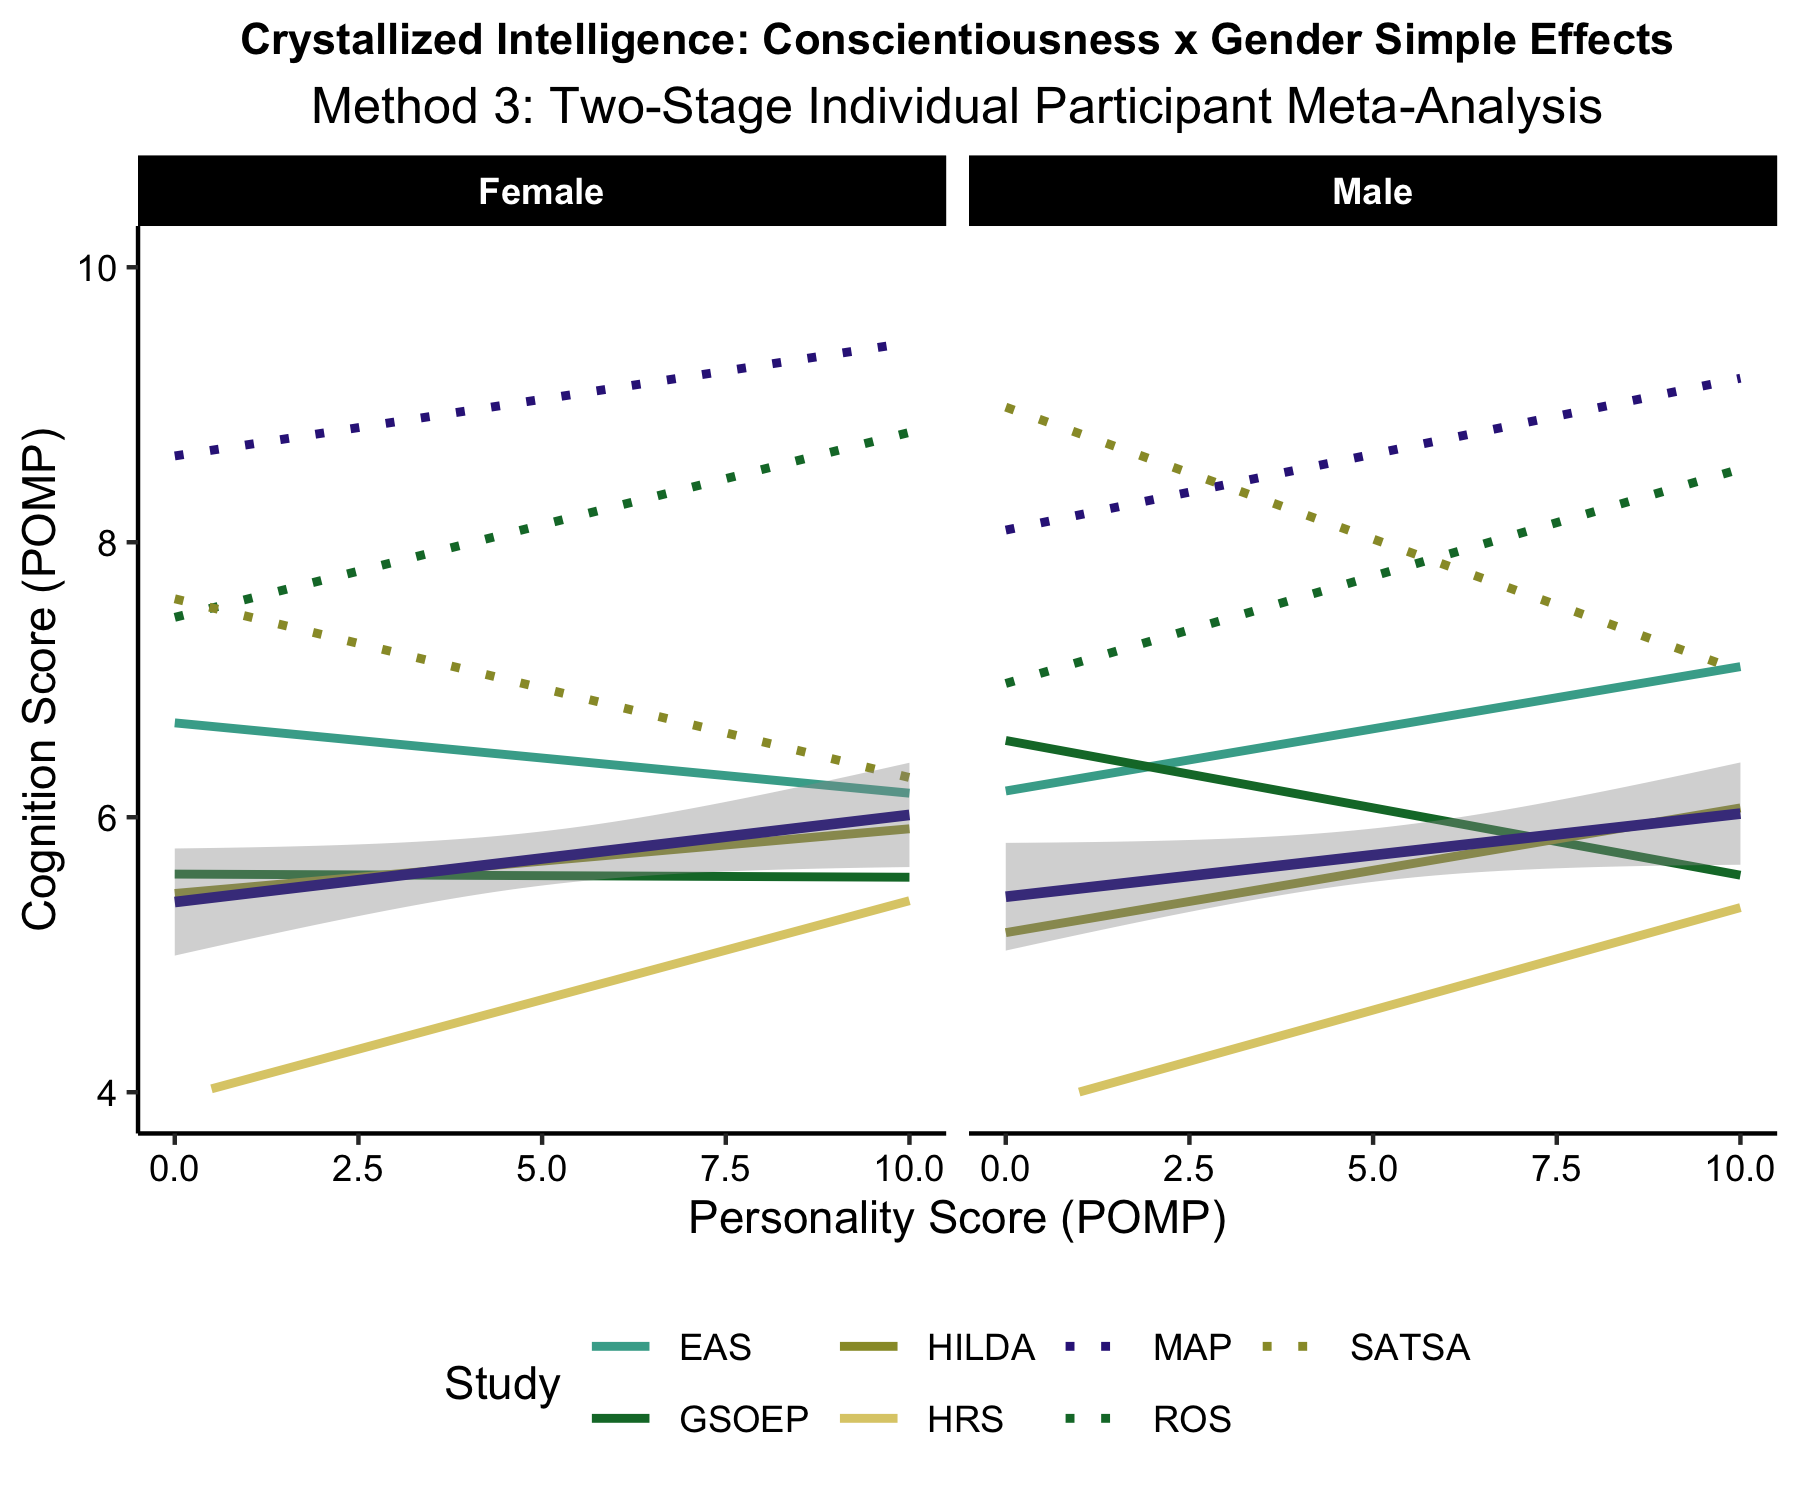 Crystallized Intelligence: Conscientiousness x Gender Simple Effects
Method 3: Two-Stage Individual Participant Meta-Analysis
Female
Male
Cognition Score (POMP)
10
8
6
4
0.0 2.5 5.0 7.5 10.0
0.0 2.5 5.0 7.5 10.0
Personality Score (POMP)
Study
EAS HILDA MAP SATSA
GSOEP HRS ROS